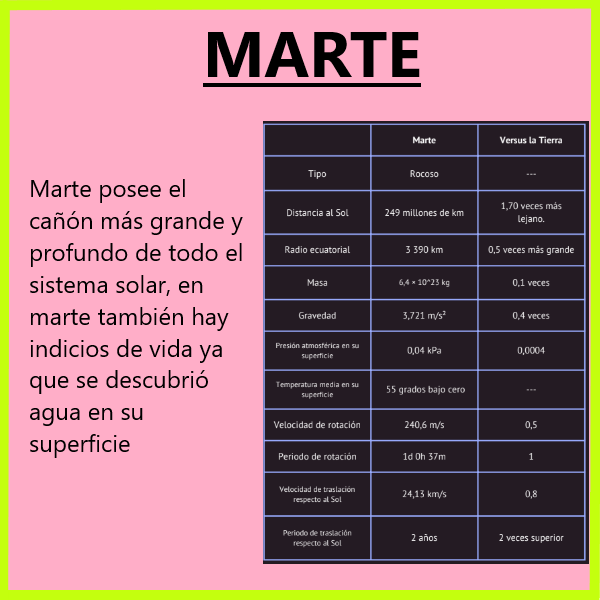 MARTE
Marte posee el
cañón más grande y
profundo de todo el
sistema solar, en
marte también hay
indicios de vida ya
que se descubrió
agua en su
superficie
Marte Versus la Tierra
Tipo Rocoso ---
Distancia al Sol 249 millones de km 1,70 veces más
lejano.
Radio ecuatorial 3 390 km 0,5 veces más grande
Masa 6,4 × 10^23 kg 0,1 veces
Gravedad 3,721 m/s² 0,4 veces
Presión atmosférica en su
superficie 0,04 kPa 0,0004
Temperatura media en su
superficie 55 grados bajo cero ---
Velocidad de rotación 240,6 m/s 0,5
Periodo de rotación 1d 0h 37m 1
Velocidad de traslación
respecto al Sol 24,13 km/s 0,8
Periodo de traslación
respecto al Sol 2 años 2 veces superior